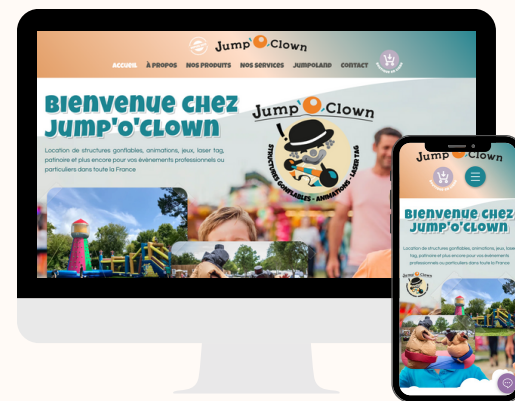 Jump'O'Clown
ACCUEIL À PROPOS NOS PRODUITS NOS SERVICES JUMPOLAND CONTACT
BIENVENUE CHEZ
JUMP'O'CLOWN
Location de structures gonflables, animations, jeux, laser tag,
patinoire et plus encore pour vos événements professionnels ou
particuliers dans toute la France
Jump'O'Clown
STRUCTURES GONFLABLES - ANIMATIONS - LASER TAG
Jump'O'Clown
BIENVENUE CHEZ
JUMP'O'CLOWN
Location de structures gonflables, animations, jeux, laser
tag, patinoire et plus encore pour vos événements
professionnels ou particuliers dans toute la France
Jump'O'Clown